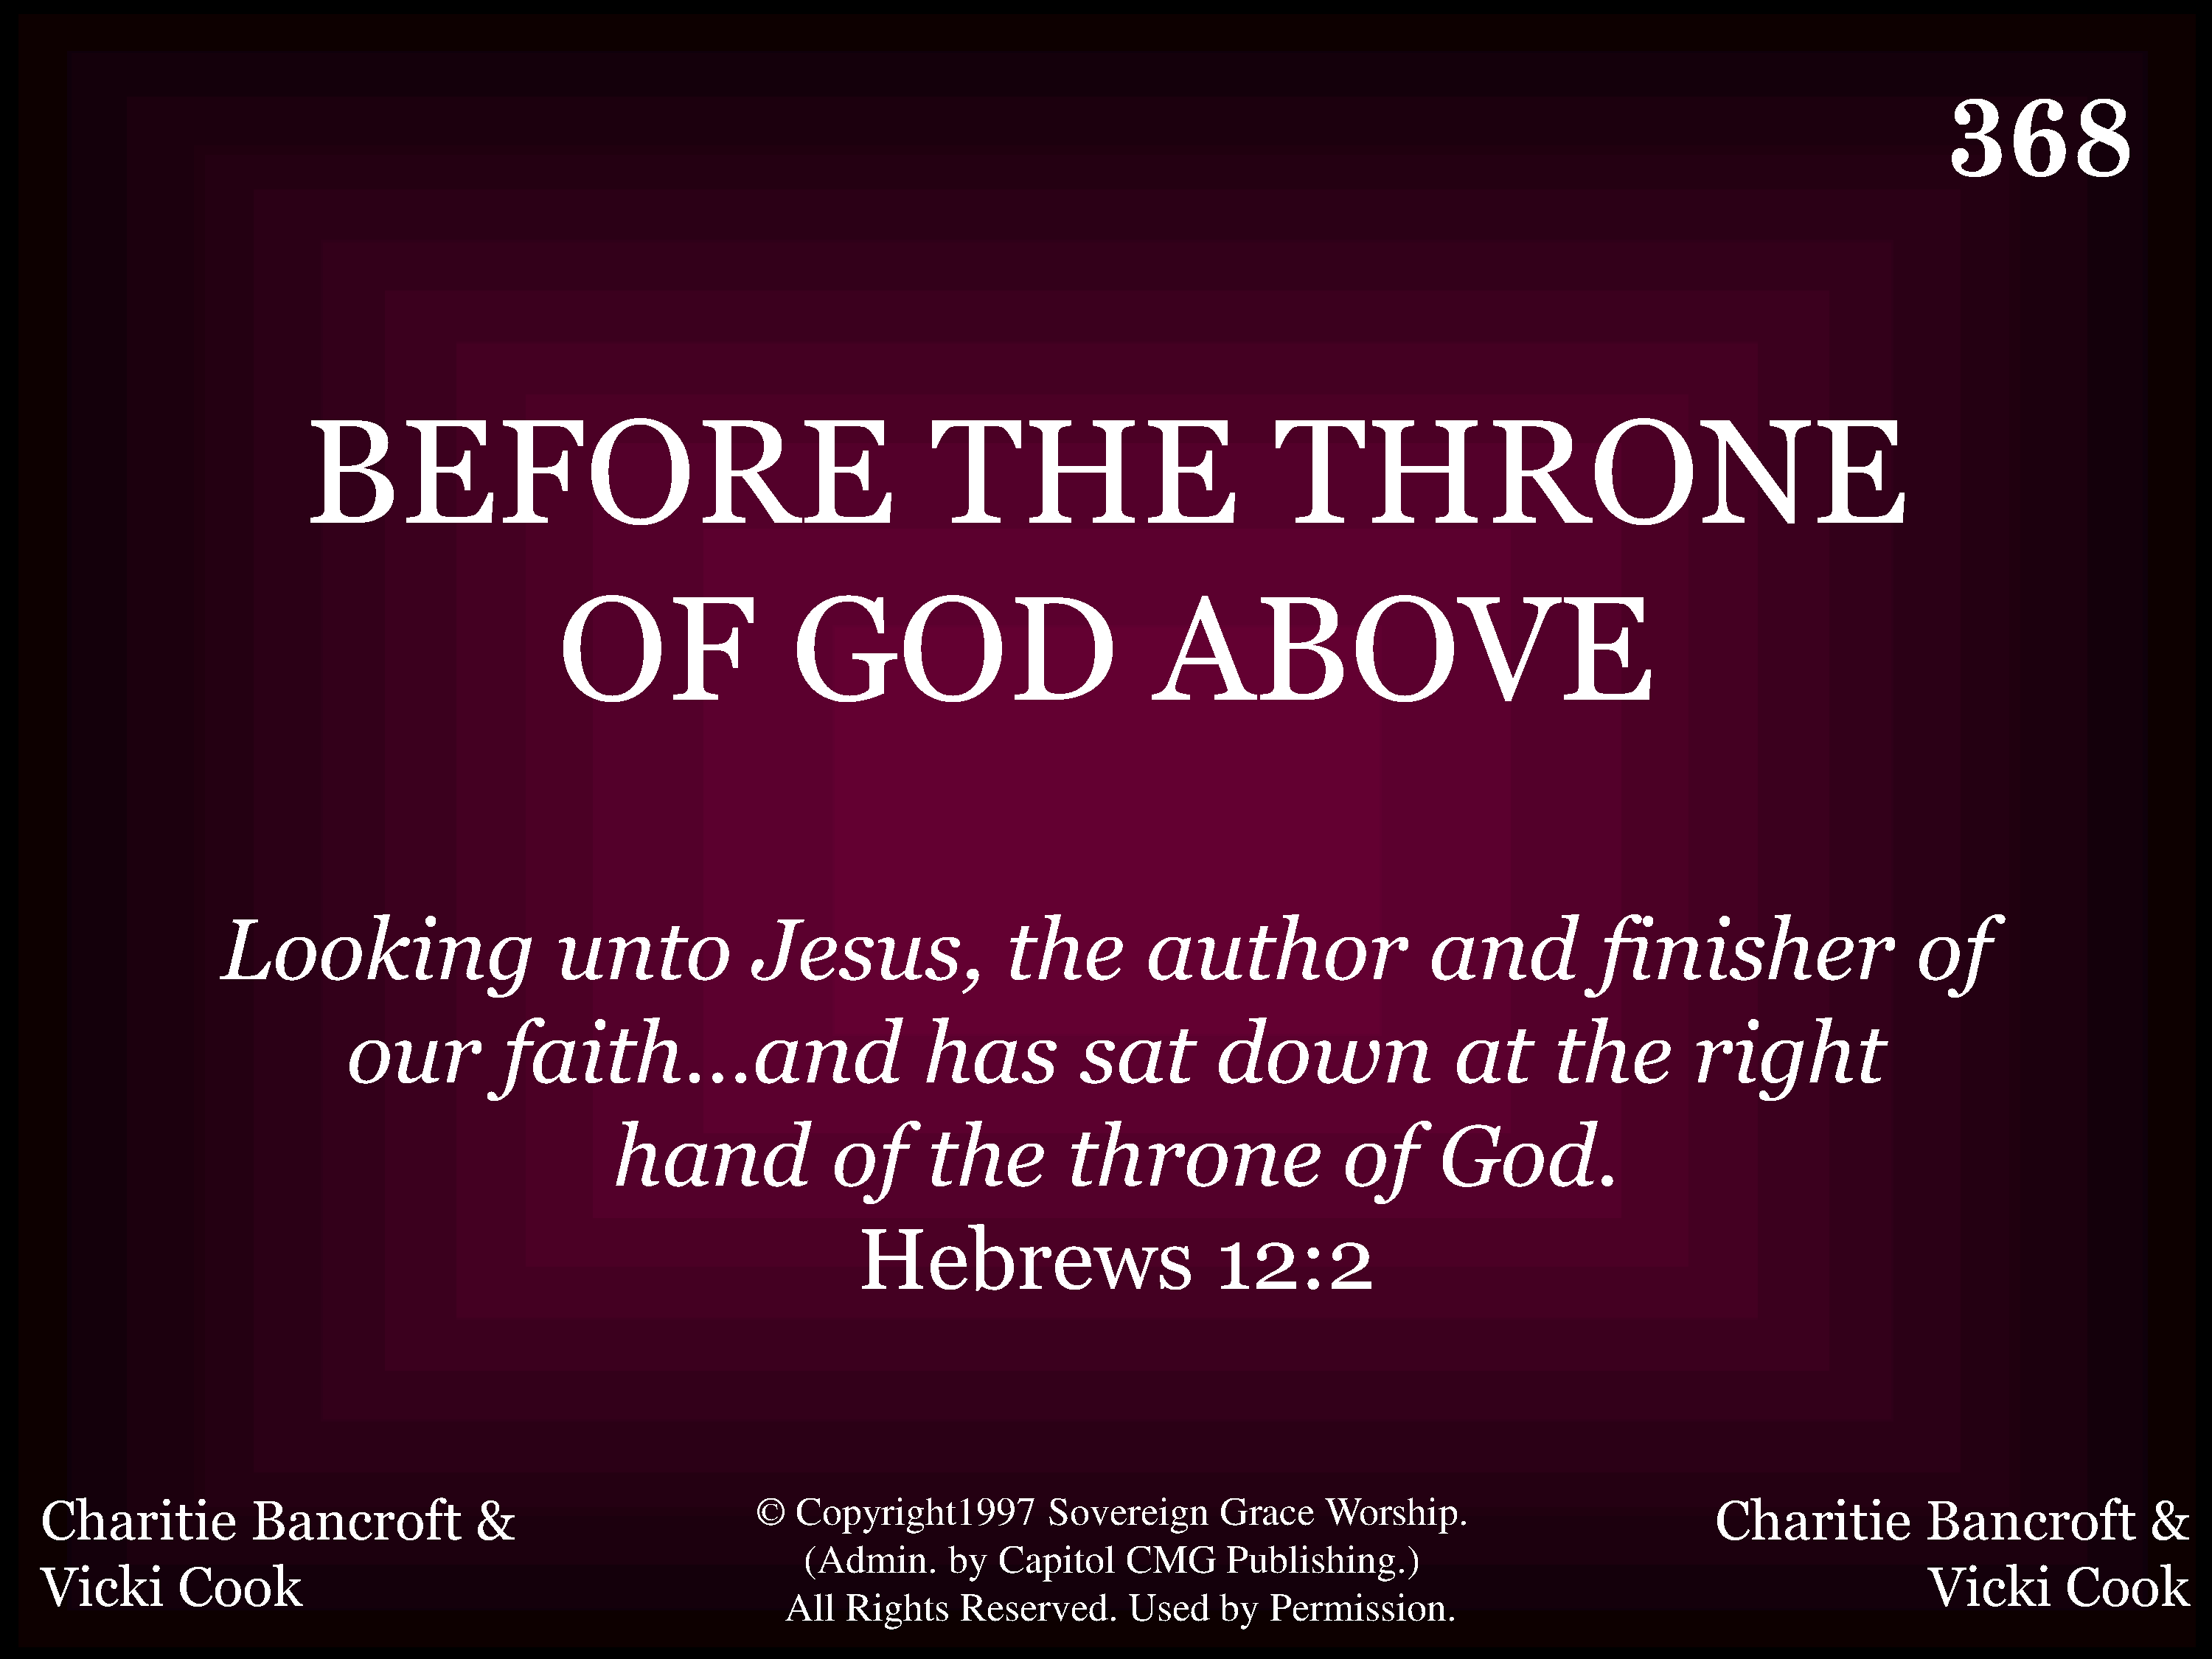 368
BEFORE THE THRONE
OF GOD ABOVE
Looking unto Jesus, the author and finisher of
our faith...and has sat down at the right
hand of the throne of God.
Hebrews 12:2
Charitie Bancroft &
Vicki Cook
© Copyright1997 Sovereign Grace Worship.
(Admin. by Capitol CMG Publishing.)
All Rights Reserved. Used by Permission.
Charitie Bancroft &
Vicki Cook